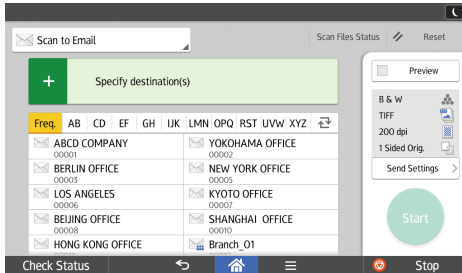 Scan to Email
Scan Files Status
Reset
Specify destination(s)
Preview
Freq. AB CD EF GH IJK LMN OPQ RST UVW XYZ
B & W
TIFF
200 dpi
1 Sided Orig.
ABCD COMPANY
00001
YOKOHAMA OFFICE
00002
BERLIN OFFICE
00003
NEW YORK OFFICE
00005
LOS ANGELES
00006
KYOTO OFFICE
00007
BEIJING OFFICE
00008
SHANGHAI OFFICE
00010
HONG KONG OFFICE
Branch_01
Send Settings
Start
Check Status
Stop